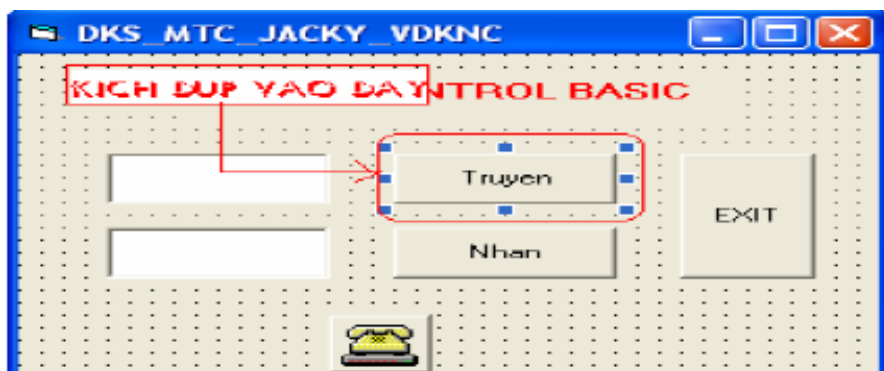 DKS_MTC_JACKY_VDKNC
KICH DUP VAO DAY NTROL BASIC
Truyen
EXIT
Nhan